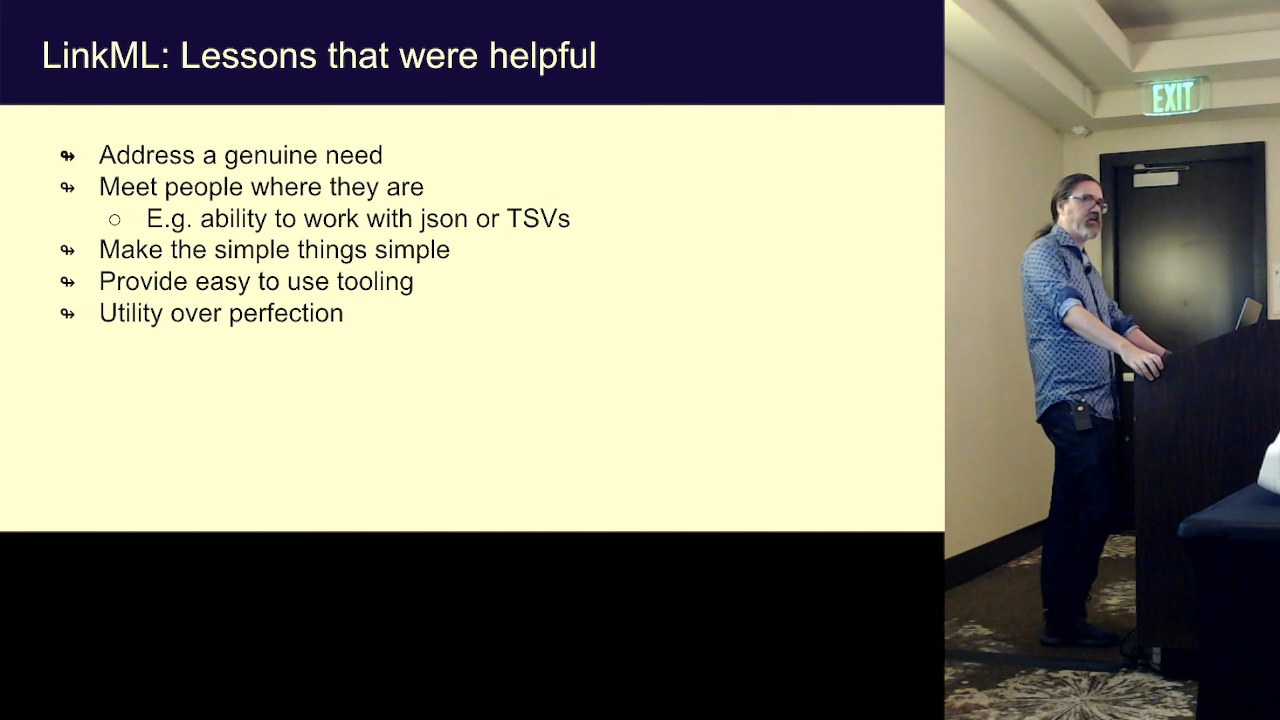 LinkML: Lessons that were helpful
↬ Address a genuine need
↬ Meet people where they are
○ E.g. ability to work with json or TSVs
↬ Make the simple things simple
↬ Provide easy to use tooling
↬ Utility over perfection
EXIT